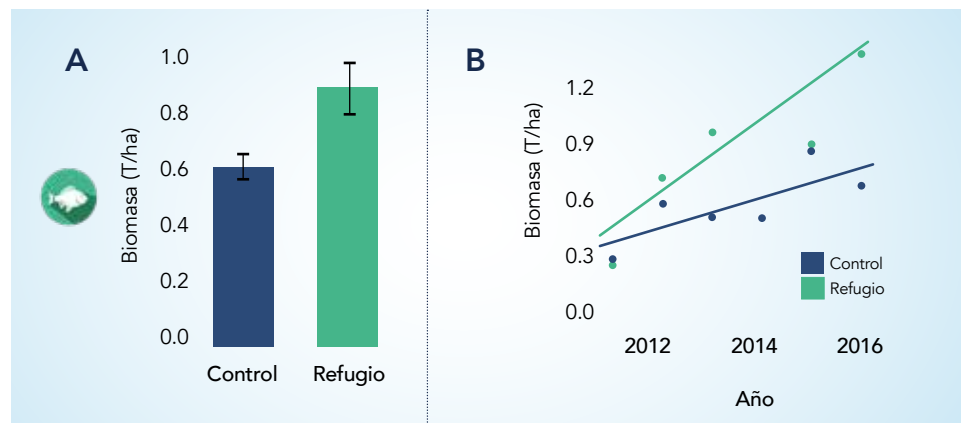 A
Biomasa (T/ha)
1.0
0.8
0.6
0.4
0.2
0.0
Control Refugio
B
Biomasa (T/ha)
1.2
0.9
0.6
0.3
0.0
Control
Refugio
2012 2014 2016
Año